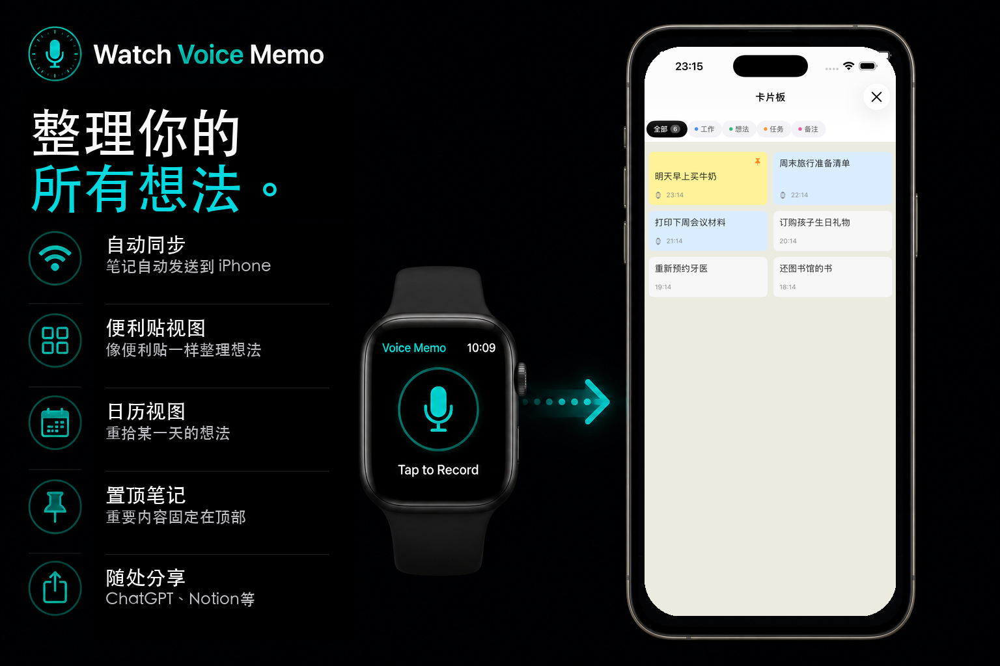 Watch Voice Memo
整理你的
所有想法。
自动同步
笔记自动发送到 iPhone
便利贴视图
像便利贴一样整理想法
日历视图
重拾某一天的想法
置顶笔记
重要内容固定在顶部
随处分享
ChatGPT、Notion等
Voice Memo 10:09
Tap to Record
23:15
卡片板
全部 6 工作 想法 任务 备注
明天早上买牛奶
23:14
周末旅行准备清单
22:14
打印下周会议材料
21:14
订购孩子生日礼物
20:14
重新预约牙医
19:14
还图书馆的书
18:14